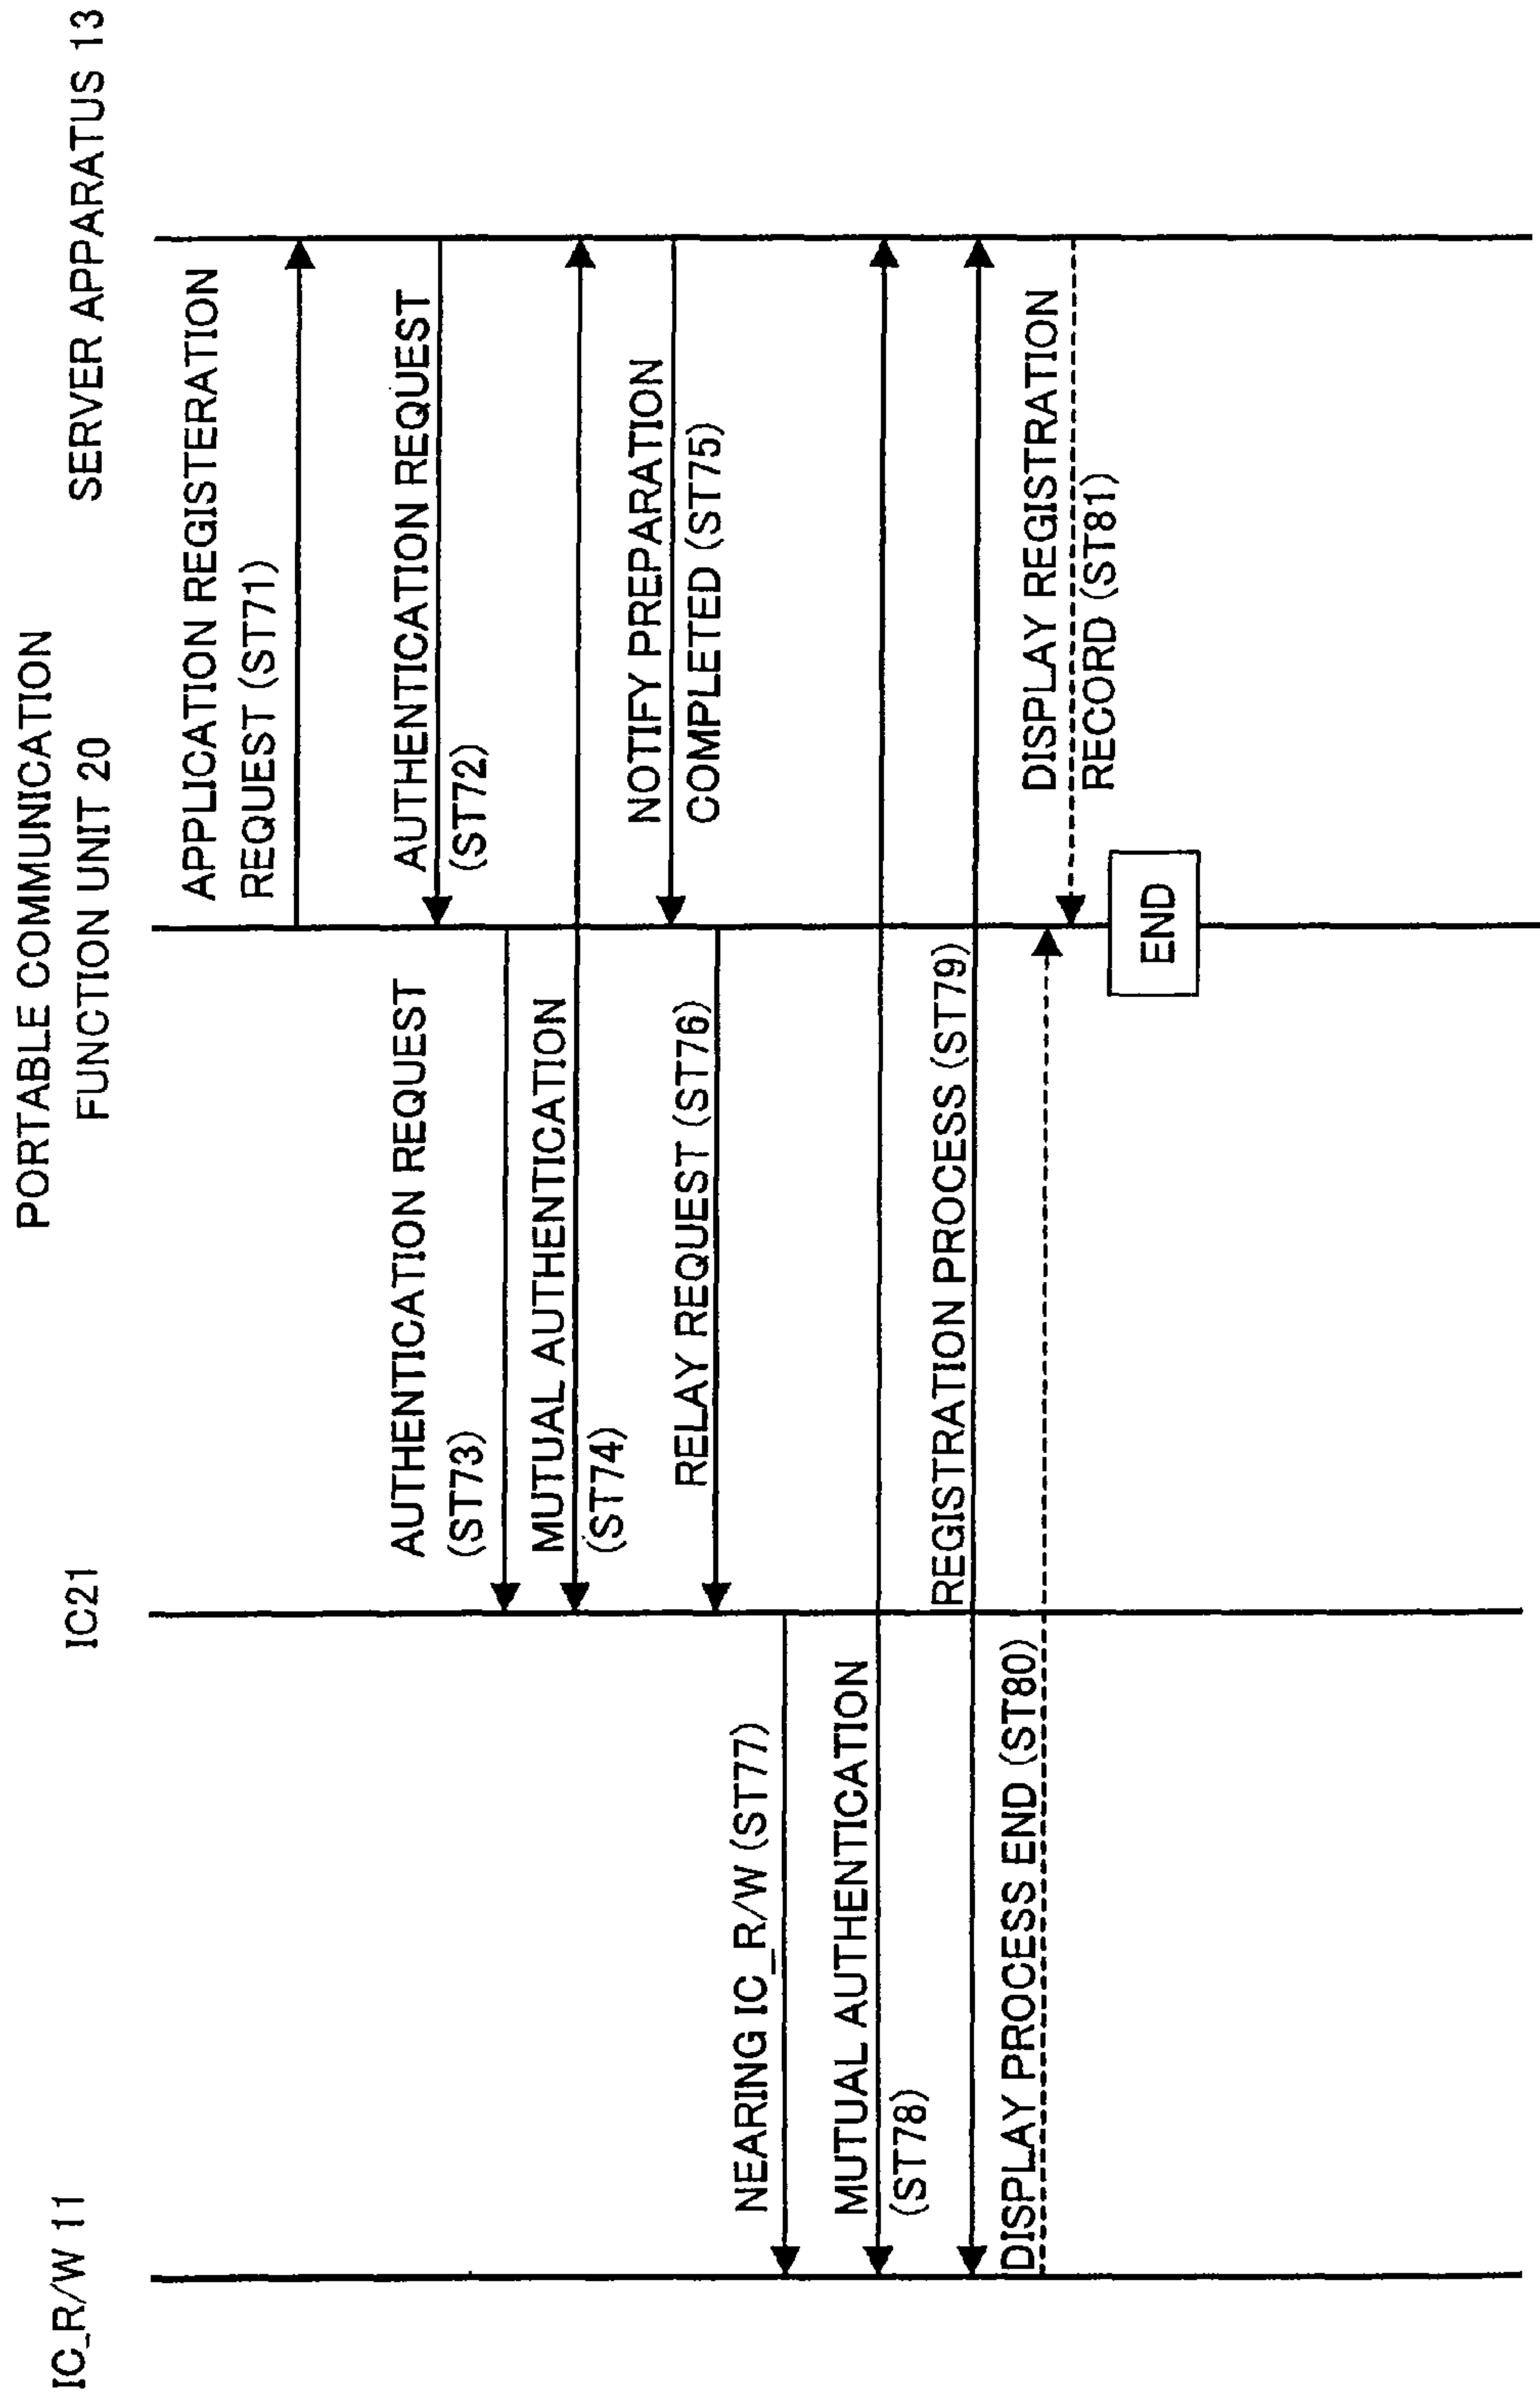 IC_R/W 11
IC21
PORTABLE COMMUNICATION
FUNCTION UNIT 20
SERVER APPARATUS 13
APPLICATION REGISTERATION
REQUEST (ST71)
AUTHENTICATION REQUEST
(ST72)
AUTHENTICATION REQUEST
(ST73)
MUTUAL AUTHENTICATION
(ST74)
NOTIFY PREPARATION
COMPLETED (ST75)
RELAY REQUEST (ST76)
NEARING IC_R/W (ST77)
MUTUAL AUTHENTICATION
(ST78)
REGISTRATION PROCESS (ST79)
DISPLAY PROCESS END (ST80)
DISPLAY REGISTRATION
RECORD (ST81)
END